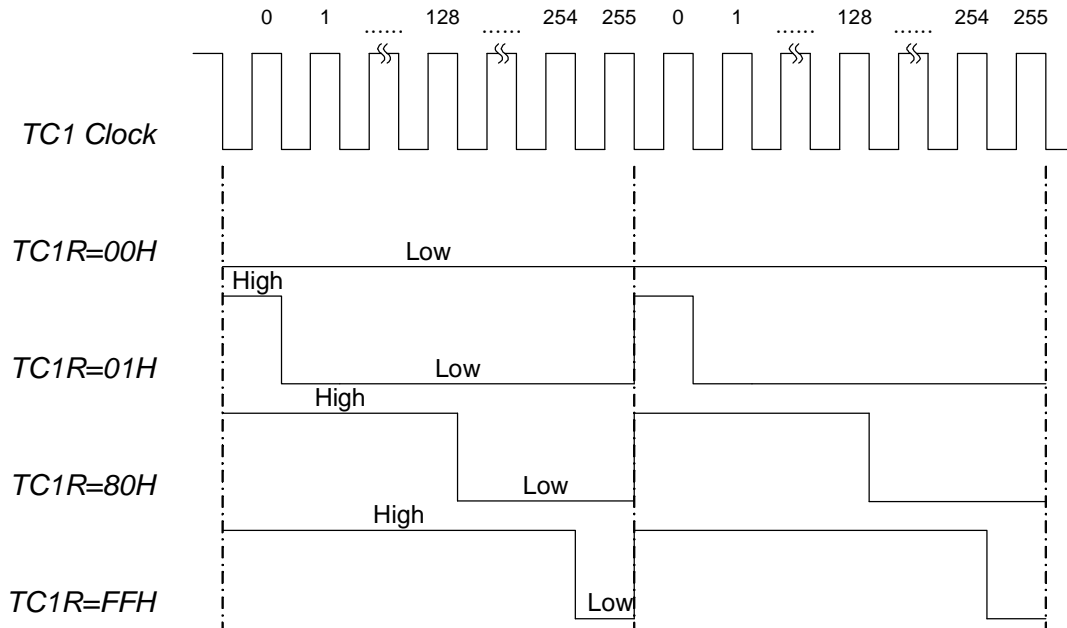 0 1 ...... 128 ...... 254 255 0 1 ...... 128 ...... 254 255
TC1 Clock
TC1R=00H
Low
High
TC1R=01H
Low
High
TC1R=80H
Low
High
TC1R=FFH
Low